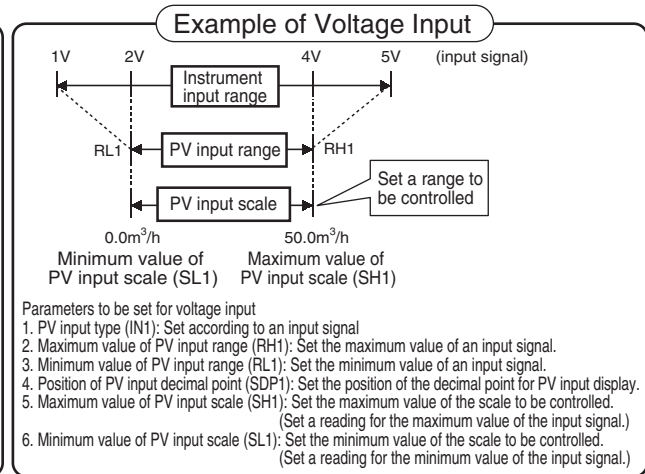 Example of Voltage Input
1V 2V 4V 5V (input signal)
Instrument
input range
RL1 PV input range RH1
PV input scale
Set a range to
be controlled
0.0m³/h 50.0m³/h
Minimum value of Maximum value of
PV input scale (SL1) PV input scale (SH1)
Parameters to be set for voltage input
1. PV input type (IN1): Set according to an input signal
2. Maximum value of PV input range (RH1): Set the maximum value of an input signal.
3. Minimum value of PV input range (RL1): Set the minimum value of an input signal.
4. Position of PV input decimal point (SDP1): Set the position of the decimal point for PV input display.
5. Maximum value of PV input scale (SH1): Set the maximum value of the scale to be controlled.
(Set a reading for the maximum value of the input signal.)
6. Minimum value of PV input scale (SL1): Set the minimum value of the scale to be controlled.
(Set a reading for the minimum value of the input signal.)